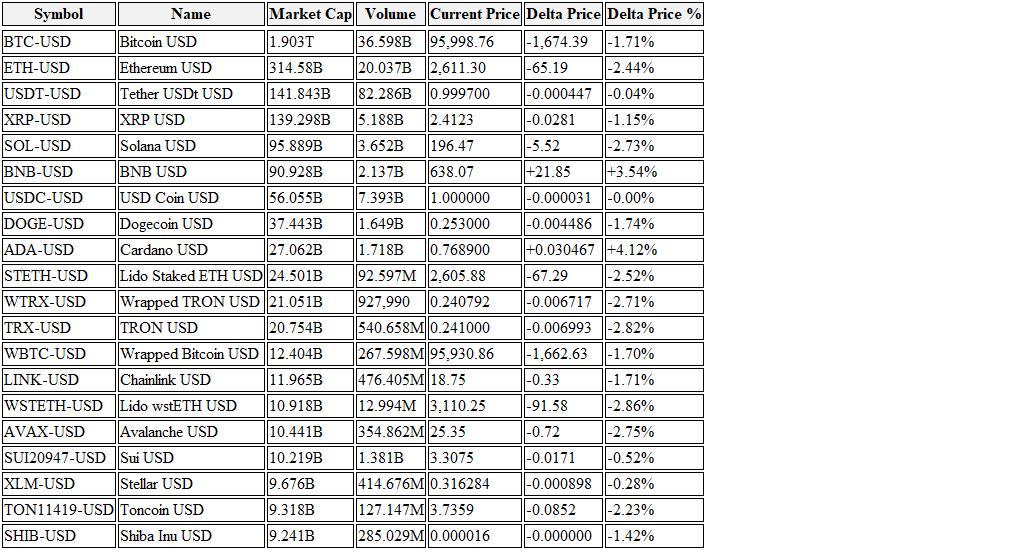 Symbol Name Market Cap Volume Current Price Delta Price Delta Price %
BTC-USD Bitcoin USD 1.903T 36.598B 95,998.76 -1,674.39 -1.71%
ETH-USD Ethereum USD 314.58B 20.037B 2,611.30 -65.19 -2.44%
USDT-USD Tether USDt USD 141.843B 82.286B 0.999700 -0.000447 -0.04%
XRP-USD XRP USD 139.298B 5.188B 2.4123 -0.0281 -1.15%
SOL-USD Solana USD 95.889B 3.652B 196.47 -5.52 -2.73%
BNB-USD BNB USD 90.928B 2.137B 638.07 +21.85 +3.54%
USDC-USD USD Coin USD 56.055B 7.393B 1.000000 -0.000031 -0.00%
DOGE-USD Dogecoin USD 37.443B 1.649B 0.253000 -0.004486 -1.74%
ADA-USD Cardano USD 27.062B 1.718B 0.768900 +0.030467 +4.12%
STETH-USD Lido Staked ETH USD 24.501B 92.597M 2,605.88 -67.29 -2.52%
WTRX-USD Wrapped TRON USD 21.051B 927,990 0.240792 -0.006717 -2.71%
TRX-USD TRON USD 20.754B 540.658M 0.241000 -0.006993 -2.82%
WBTC-USD Wrapped Bitcoin USD 12.404B 267.598M 95,930.86 -1,662.63 -1.70%
LINK-USD Chainlink USD 11.965B 476.405M 18.75 -0.33 -1.71%
WSTETH-USD Lido wstETH USD 10.918B 12.994M 3,110.25 -91.58 -2.86%
AVAX-USD Avalanche USD 10.441B 354.862M 25.35 -0.72 -2.75%
SUI20947-USD Sui USD 10.219B 1.381B 3.3075 -0.0171 -0.52%
XLM-USD Stellar USD 9.676B 414.676M 0.316284 -0.000898 -0.28%
TON11419-USD Toncoin USD 9.318B 127.147M 3.7359 -0.0852 -2.23%
SHIB-USD Shiba Inu USD 9.241B 285.029M 0.000016 -0.000000 -1.42%